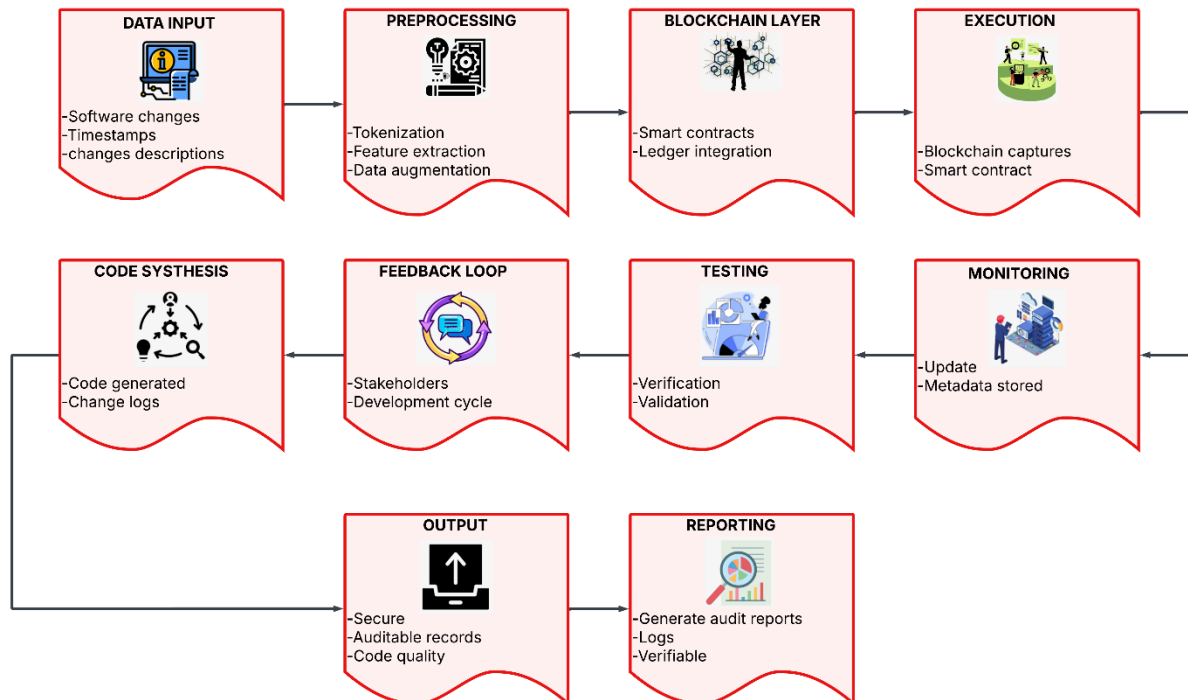 DATA INPUT
-Software changes
-Timestamps
-changes descriptions
PREPROCESSING
-Tokenization
-Feature extraction
-Data augmentation
BLOCKCHAIN LAYER
-Smart contracts
-Ledger integration
EXECUTION
-Blockchain captures
-Smart contract
MONITORING
-Update
-Metadata stored
TESTING
-Verification
-Validation
FEEDBACK LOOP
-Stakeholders
-Development cycle
CODE SYSTHESIS
-Code generated
-Change logs
OUTPUT
-Secure
-Auditable records
-Code quality
REPORTING
-Generate audit reports
-Logs
-Verifiable